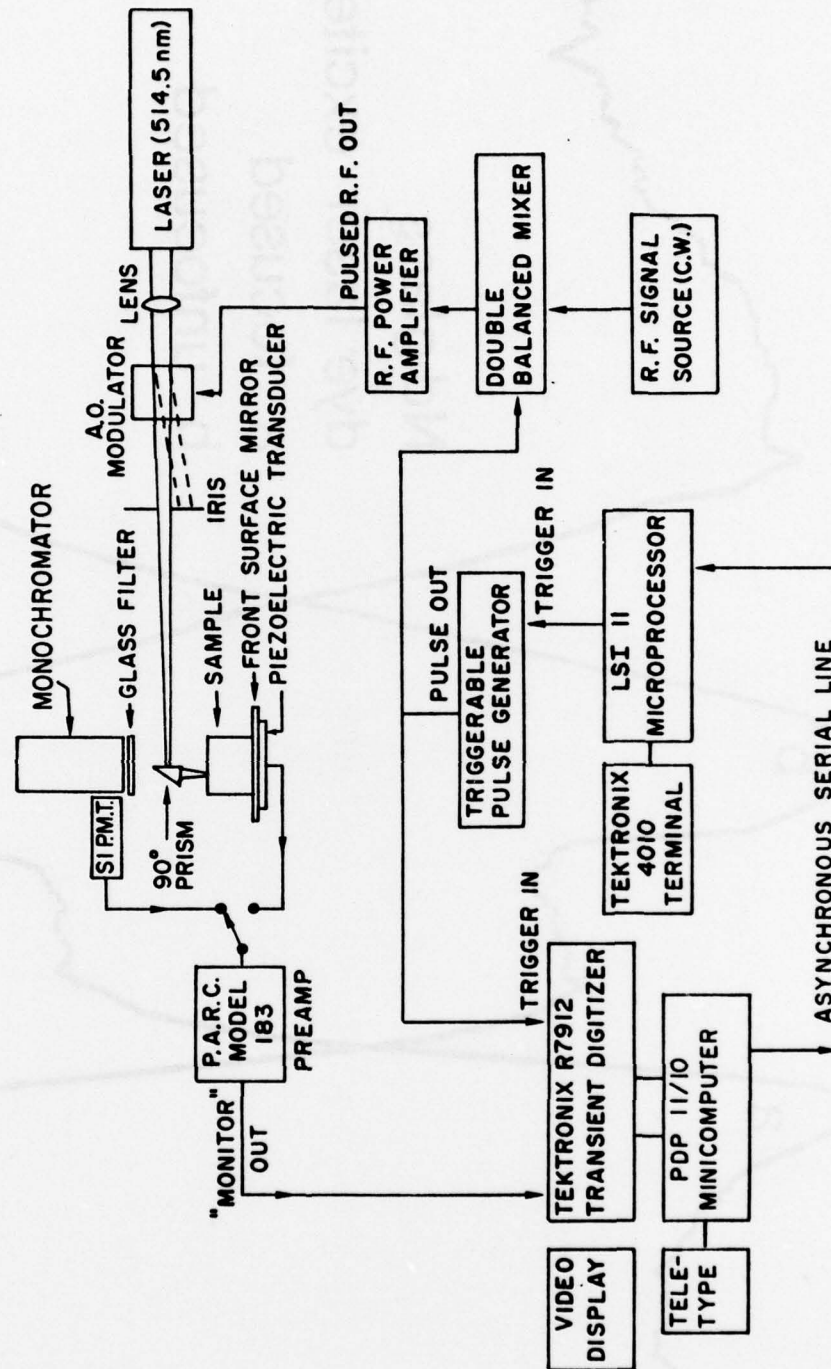 LASER (514.5 nm)
LENS
A.O.
MODULATOR
IRIS
MONOCHROMATOR
GLASS FILTER
SAMPLE
FRONT SURFACE MIRROR
PIEZOELECTRIC TRANSDUCER
S1 P.M.T.
90°
PRISM
P.A.R.C.
MODEL
183
PREAMP
"MONITOR"
OUT
PULSED R.F. OUT
R.F. POWER
AMPLIFIER
DOUBLE
BALANCED MIXER
R.F. SIGNAL
SOURCE (C.W.)
PULSE OUT
TRIGGERABLE
PULSE GENERATOR
TRIGGER IN
LSI 11
MICROPROCESSOR
TEKTRONIX
4010
TERMINAL
TRIGGER IN
TEKTRONIX R7912
TRANSIENT DIGITIZER
VIDEO
DISPLAY
PDP 11/10
MINICOMPUTER
TELE-
TYPE
ASYNCHRONOUS SERIAL LINE